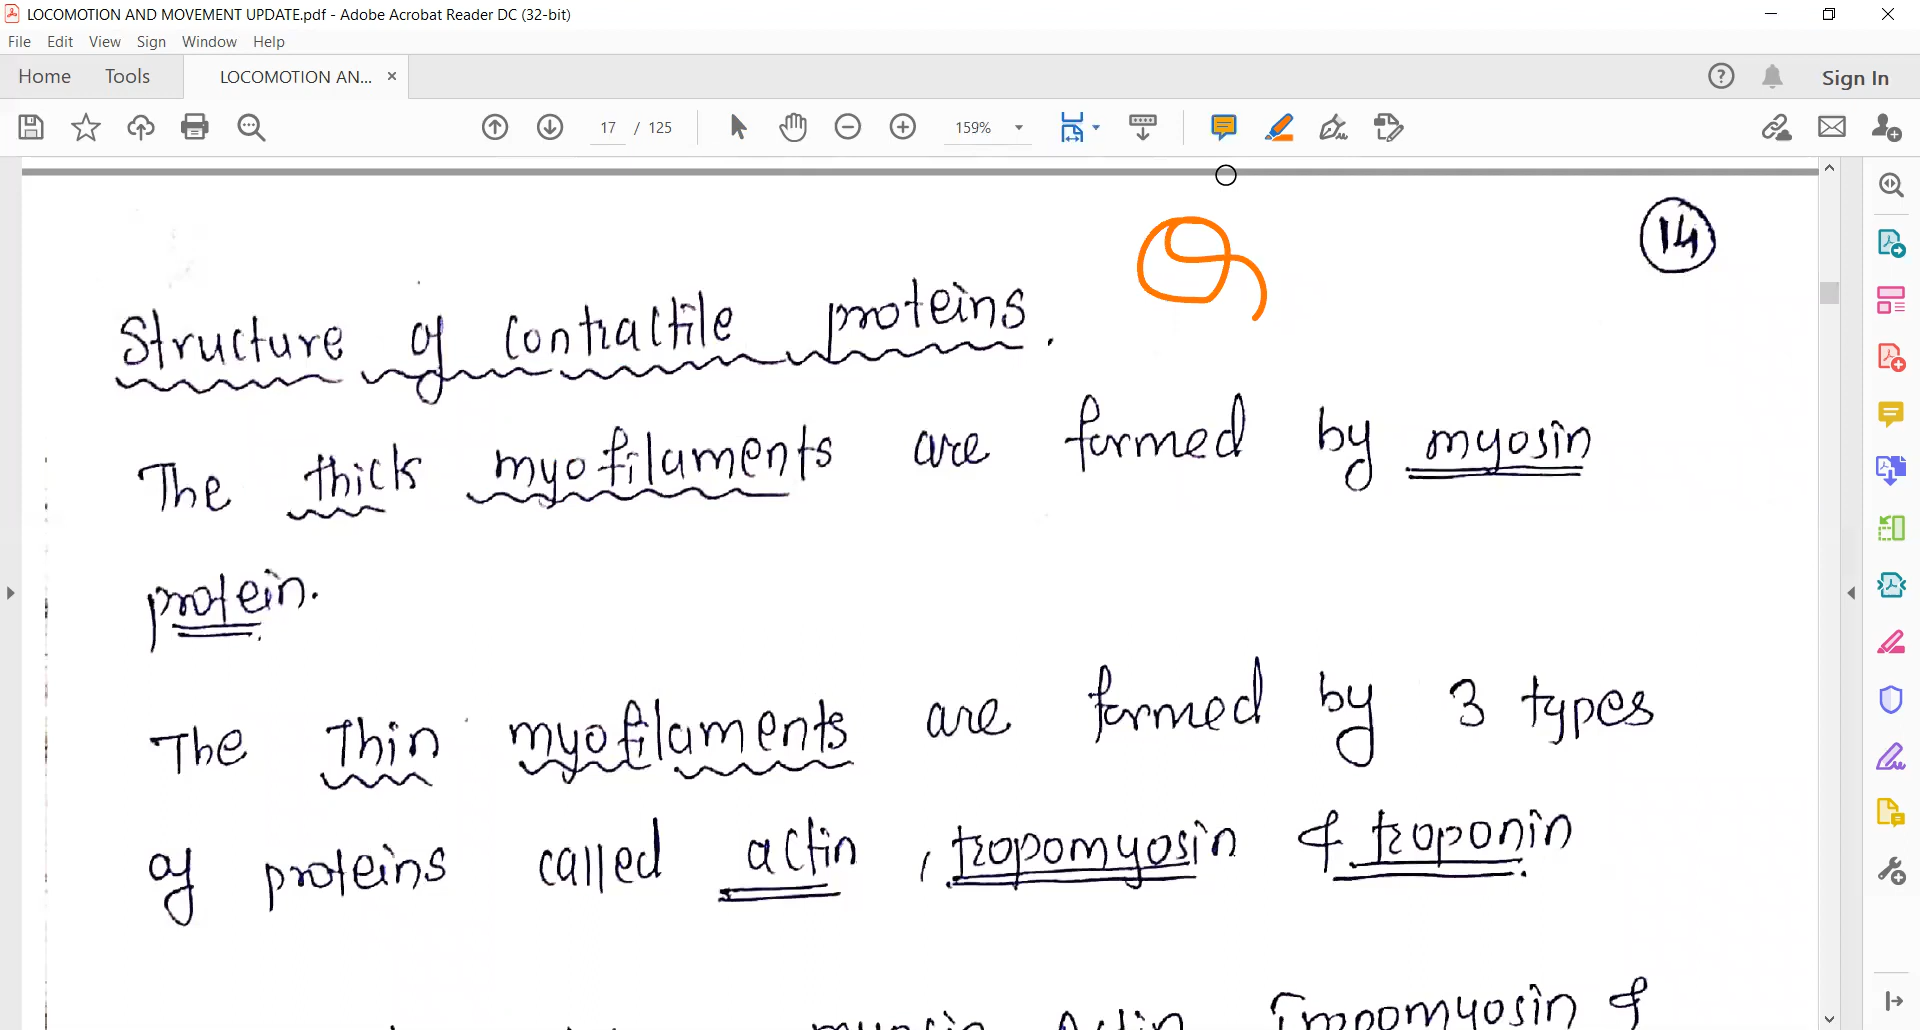 LOCOMOTION AND MOVEMENT UPDATE.pdf - Adobe Acrobat Reader DC (32-bit)
File Edit View Sign Window Help
Home Tools LOCOMOTION AN... × Sign In
17 / 125 159%
14
Structure of contractile proteins.
The thick myofilaments are formed by myosin
protein.
The Thin myofilaments are formed by 3 types
of proteins called actin, tropomyosin & troponin
myosin Actin Tropomyosin &